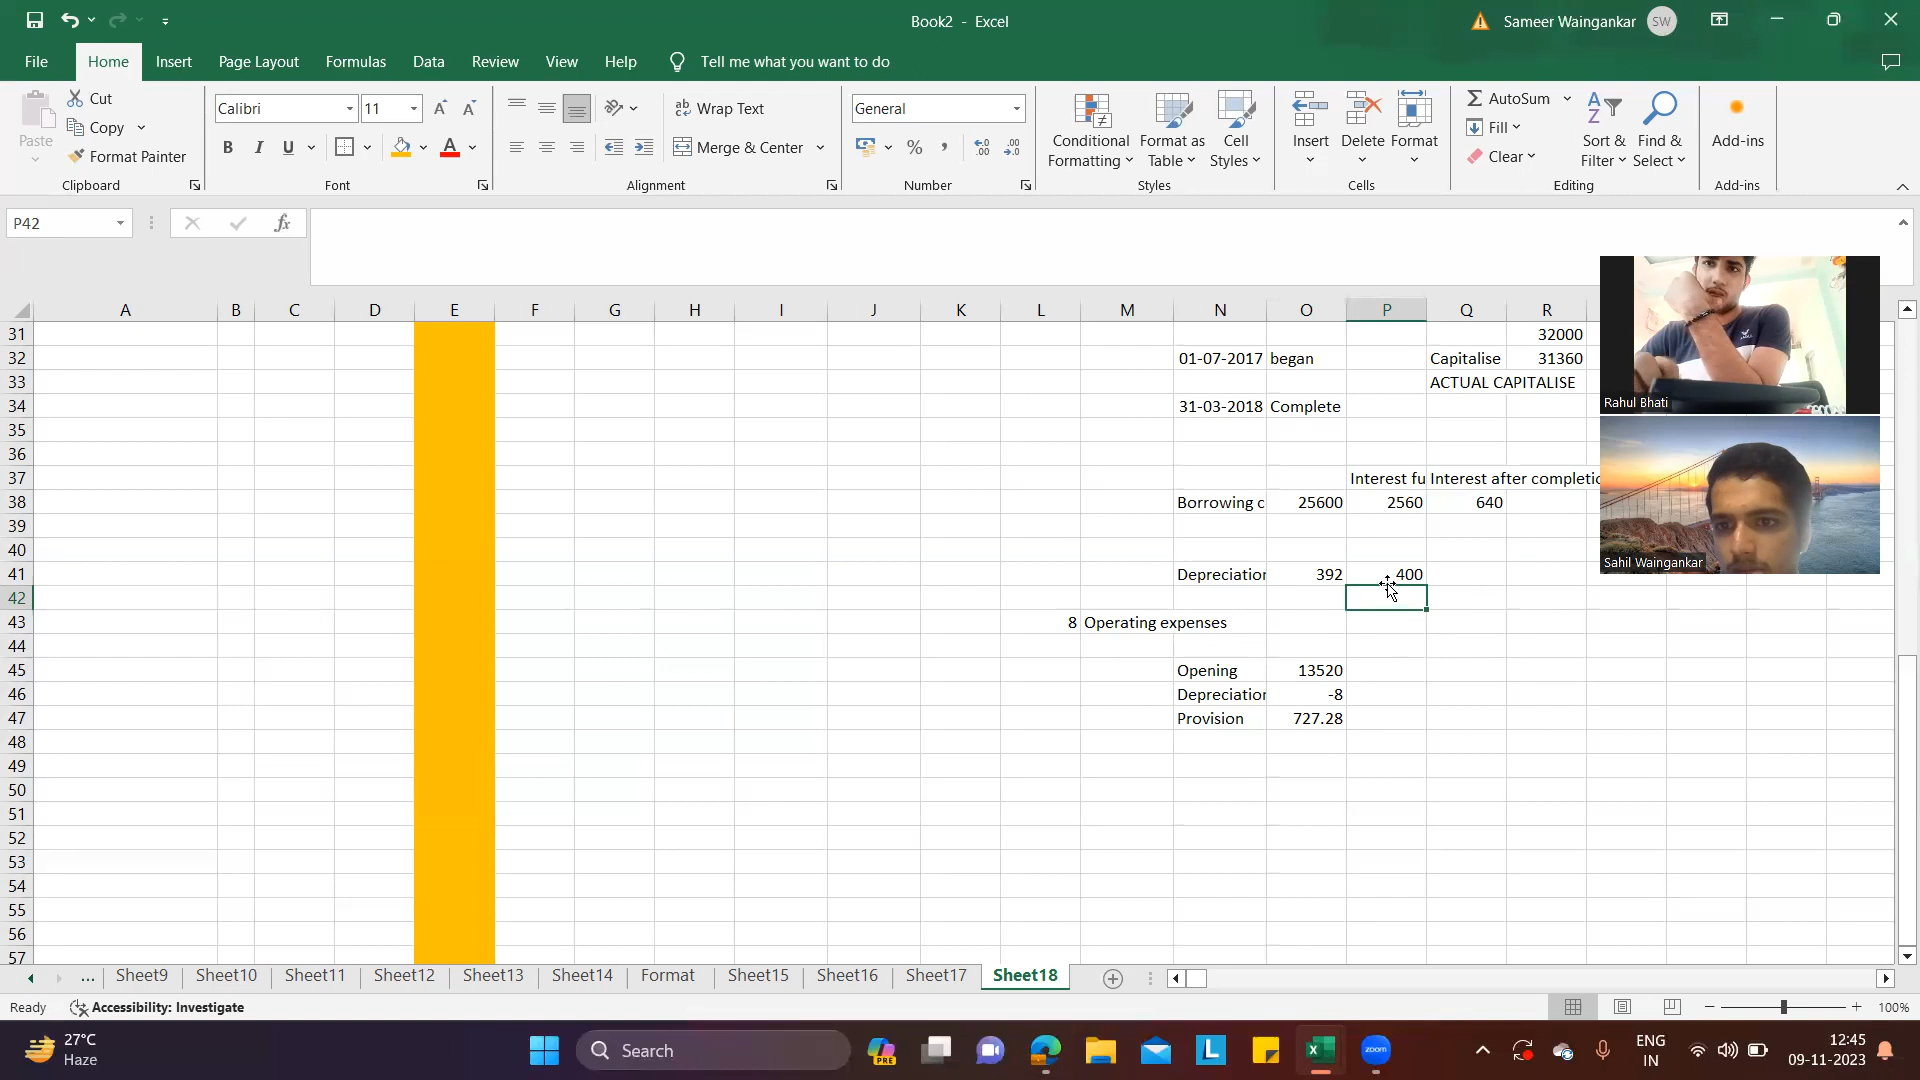 Book2 - Excel
Sameer Waingankar
SW
File Home Insert Page Layout Formulas Data Review View Help Tell me what you want to do
Paste
Cut
Copy
Format Painter
Clipboard
Calibri 11
B I U
Font
Wrap Text
Merge & Center
Alignment
General
Number
Conditional Formatting
Format as Table
Cell Styles
Styles
Insert Delete Format
Cells
AutoSum
Fill
Clear
Sort & Filter
Find & Select
Editing
Add-ins
Add-ins
P42
fx
A B C D E F G H I J K L M N O P Q R
31 32000
32 01-07-2017 began Capitalise 31360
33 ACTUAL CAPITALISE
34 31-03-2018 Complete
35
36
37 Interest fu Interest after completio
38 Borrowing c 25600 2560 640
39
40
41 Depreciation 392 400
42
43 8 Operating expenses
44
45 Opening 13520
46 Depreciation -8
47 Provision 727.28
48
49
50
51
52
53
54
55
56
57
Rahul Bhati
Sahil Waingankar
... Sheet9 Sheet10 Sheet11 Sheet12 Sheet13 Sheet14 Format Sheet15 Sheet16 Sheet17 Sheet18
Ready Accessibility: Investigate 100%
27°C
Haze
Search
PRE
L
zoom
ENG
IN
12:45
09-11-2023